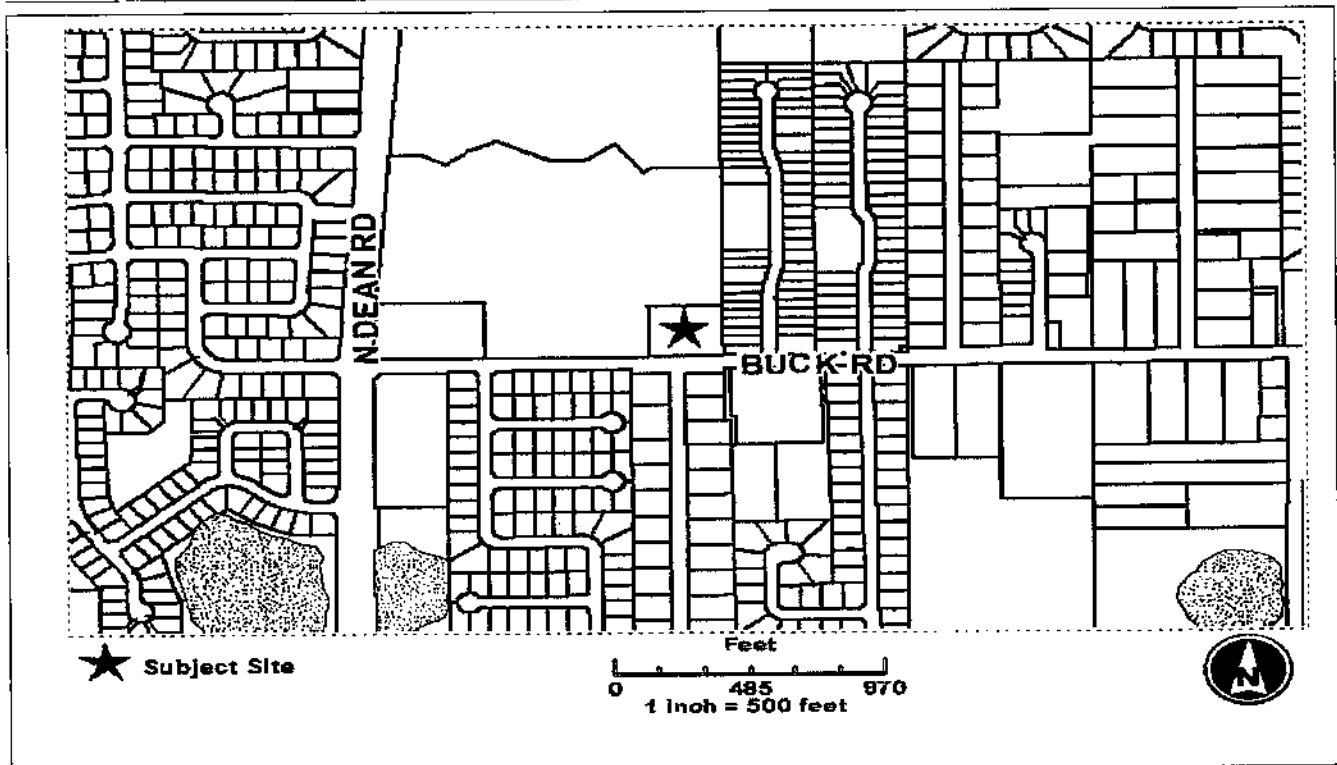 N DEAN RD
BUCK RD
Subject Site
Feet
0 485 970
1 inch = 500 feet
N